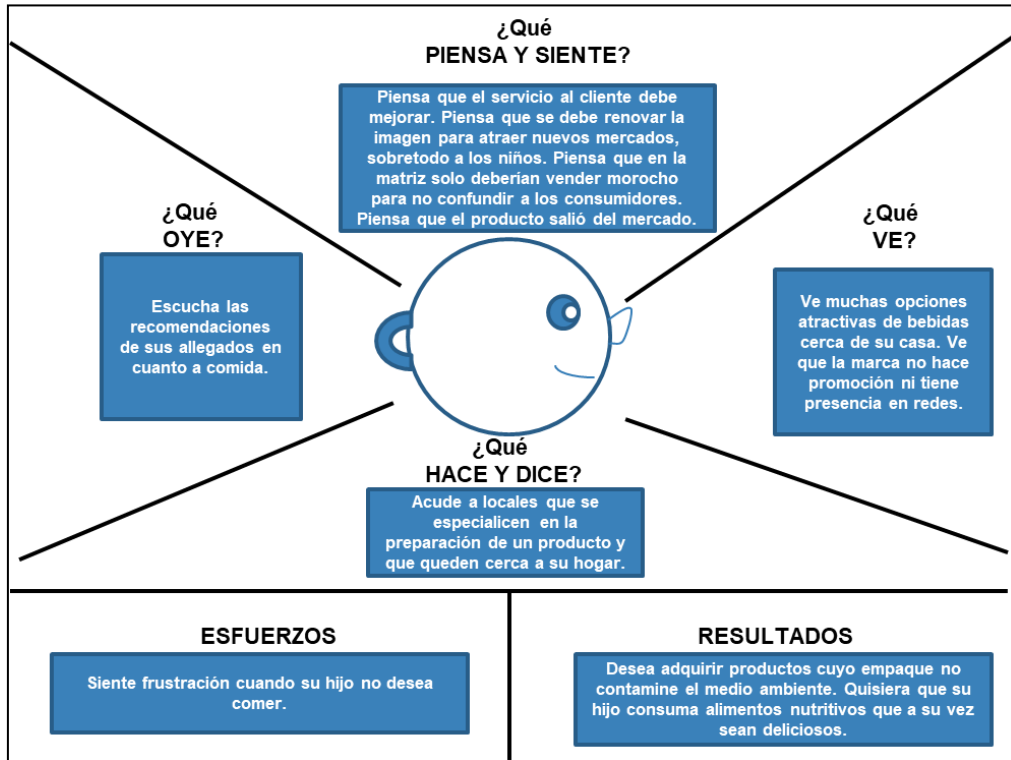 ¿Qué
PIENSA Y SIENTE?
Piensa que el servicio al cliente debe
mejorar. Piensa que se debe renovar la
imagen para atraer nuevos mercados,
sobretodo a los niños. Piensa que en la
matriz solo deberían vender morocho
para no confundir a los consumidores.
Piensa que el producto salió del mercado.
¿Qué
OYE?
Escucha las
recomendaciones
de sus allegados en
cuanto a comida.
¿Qué
VE?
Ve muchas opciones
atractivas de bebidas
cerca de su casa. Ve
que la marca no hace
promoción ni tiene
presencia en redes.
¿Qué
HACE Y DICE?
Acude a locales que se
especialicen en la
preparación de un producto y
que queden cerca a su hogar.
ESFUERZOS
Siente frustración cuando su hijo no desea
comer.
RESULTADOS
Desea adquirir productos cuyo empaque no
contamine el medio ambiente. Quisiera que su
hijo consuma alimentos nutritivos que a su vez
sean deliciosos.